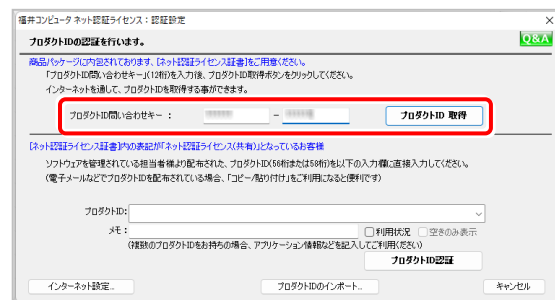 福井コンピュータ ネット認証ライセンス：認証設定
プロダクトIDの認証を行います。
Q&A
商品パッケージに内包されております、[ネット認証ライセンス証書]をご用意ください。
「プロダクトID問い合わせキー」(12桁)を入力後、プロダクトID取得ボタンをクリックしてください。
インターネットを通して、プロダクトIDを取得する事ができます。
プロダクトID問い合わせキー ： － プロダクトID 取得
[ネット認証ライセンス証書]内の表記が「ネット認証ライセンス(共有)」となっているお客様
ソフトウェアを管理されている担当者様より配布された、プロダクトID(56桁または58桁)を以下の入力欄に直接入力してください。
(電子メールなどでプロダクトIDを配布されている場合、「コピー/貼り付け」をご利用になると便利です)
プロダクトID:
メモ： 利用状況 空きのみ表示
(複数のプロダクトIDをお持ちの場合、アプリケーション情報などを記入してご利用ください)
プロダクトID認証
インターネット設定... プロダクトIDのインポート... キャンセル